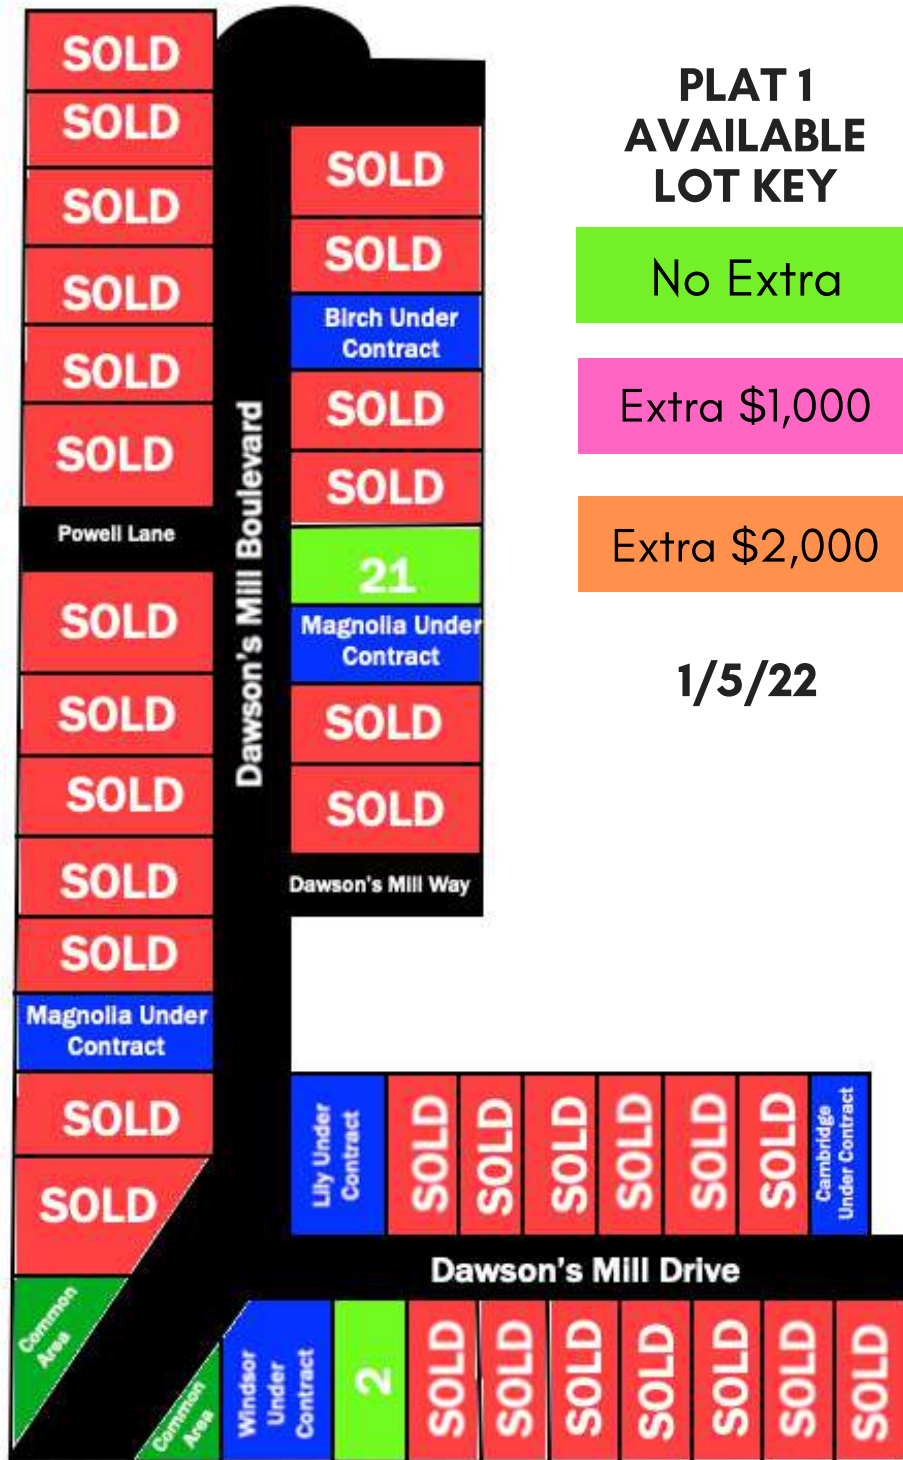 SOLD
SOLD
SOLD
SOLD
SOLD
SOLD
Powell Lane
SOLD
SOLD
SOLD
SOLD
SOLD
Magnolia Under
Contract
SOLD
SOLD
Common
Area
Dawson's Mill Boulevard
SOLD
SOLD
Birch Under
Contract
SOLD
SOLD
21
Magnolia Under
Contract
SOLD
SOLD
Dawson's Mill Way
PLAT 1
AVAILABLE
LOT KEY
No Extra
Extra $1,000
Extra $2,000
1/5/22
Lily Under
Contract
SOLD
SOLD
SOLD
SOLD
SOLD
SOLD
Cambridge
Under Contract
Dawson's Mill Drive
Common
Area
Windsor
Under
Contract
2
SOLD
SOLD
SOLD
SOLD
SOLD
SOLD
SOLD